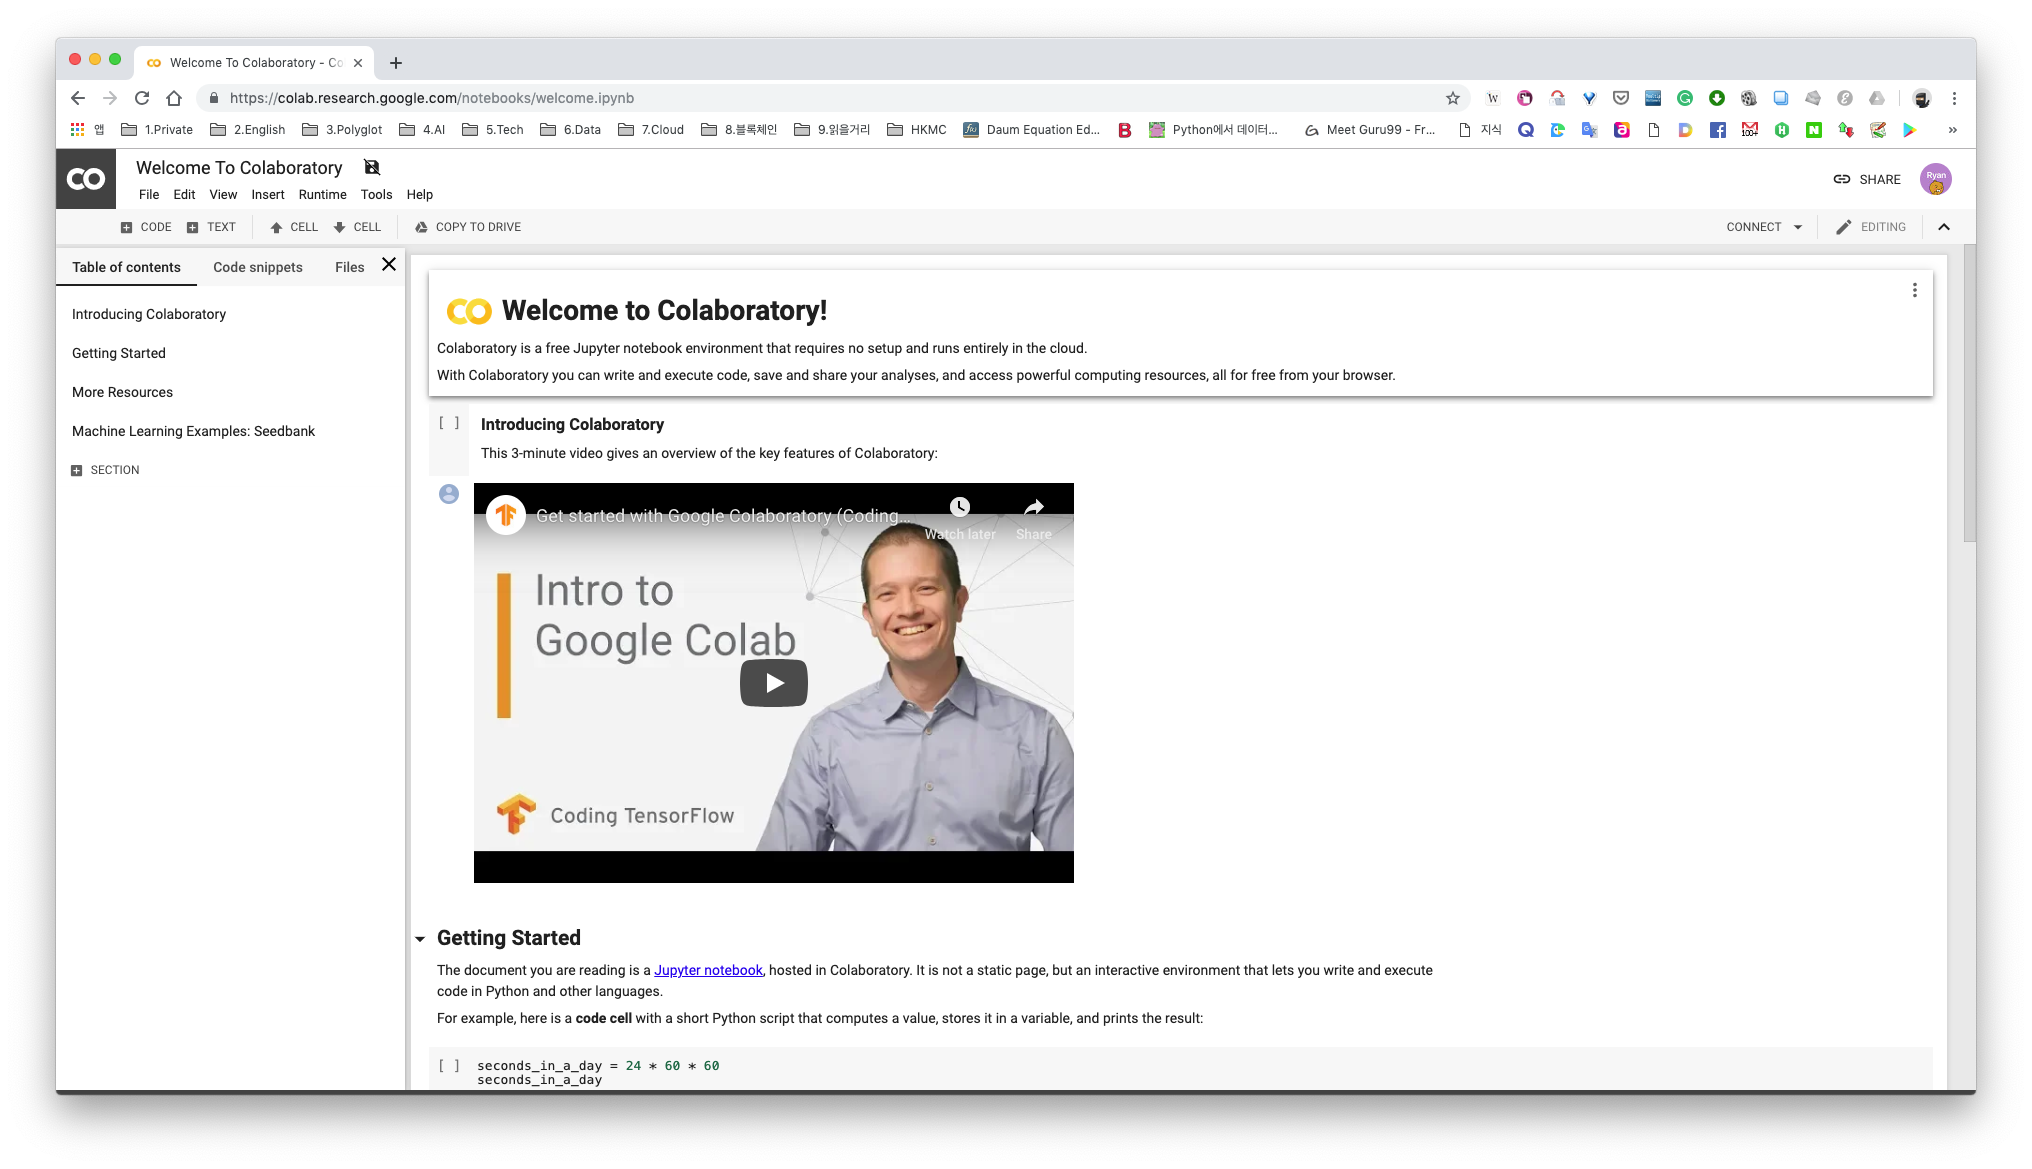 Welcome To Colaboratory - Co
https://colab.research.google.com/notebooks/welcome.ipynb
앱 1.Private 2.English 3.Polyglot 4.AI 5.Tech 6.Data 7.Cloud 8.블록체인 9.읽을거리 HKMC Daum Equation Ed... Python에서 데이터... Meet Guru99 - Fr... 지식
CO Welcome To Colaboratory
File Edit View Insert Runtime Tools Help
SHARE
Ryan
CODE TEXT CELL CELL COPY TO DRIVE
CONNECT EDITING
Table of contents Code snippets Files
Introducing Colaboratory
Getting Started
More Resources
Machine Learning Examples: Seedbank
SECTION
CO Welcome to Colaboratory!
Colaboratory is a free Jupyter notebook environment that requires no setup and runs entirely in the cloud.
With Colaboratory you can write and execute code, save and share your analyses, and access powerful computing resources, all for free from your browser.
[ ] Introducing Colaboratory
This 3-minute video gives an overview of the key features of Colaboratory:
Get started with Google Colaboratory (Coding...
Watch later Share
Intro to
Google Colab
Coding TensorFlow
Getting Started
The document you are reading is a Jupyter notebook, hosted in Colaboratory. It is not a static page, but an interactive environment that lets you write and execute
code in Python and other languages.
For example, here is a code cell with a short Python script that computes a value, stores it in a variable, and prints the result:
[ ] seconds_in_a_day = 24 * 60 * 60
seconds_in_a_day